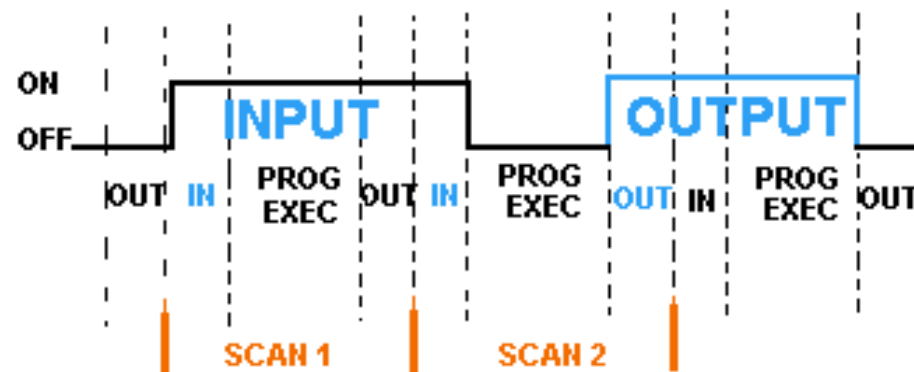 ON
INPUT
OUTPUT
OFF
OUT IN PROG EXEC OUT IN PROG EXEC OUT IN PROG EXEC OUT
SCAN 1 SCAN 2